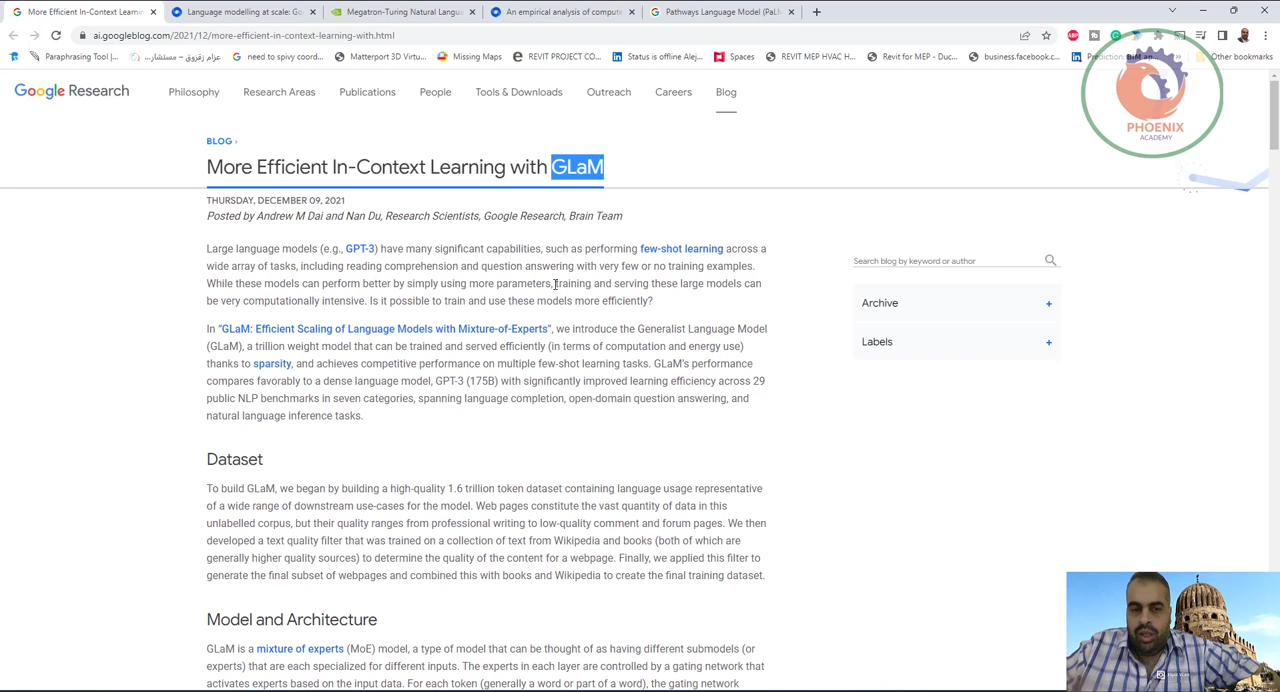 More Efficient In-Context Learnin
Language modelling at scale: Go
Megatron-Turing Natural Langua
An empirical analysis of compute
Pathways Language Model (PaLM
ai.googleblog.com/2021/12/more-efficient-in-context-learning-with.html
Paraphrasing Tool |...
عزام زقزوق – مستشار...
need to spivy coord...
Matterport 3D Virtu...
Missing Maps
REVIT PROJECT CO...
Status is offline Alej...
Spaces
REVIT MEP HVAC H...
Revit for MEP - Duc...
business.facebook.c...
Prediction: BIM an...
Other bookmarks
Google Research
Philosophy
Research Areas
Publications
People
Tools & Downloads
Outreach
Careers
Blog
PHOENIX
ACADEMY
BLOG ›
More Efficient In-Context Learning with GLaM
THURSDAY, DECEMBER 09, 2021
Posted by Andrew M Dai and Nan Du, Research Scientists, Google Research, Brain Team
Large language models (e.g., GPT-3) have many significant capabilities, such as performing few-shot learning across a
wide array of tasks, including reading comprehension and question answering with very few or no training examples.
While these models can perform better by simply using more parameters, training and serving these large models can
be very computationally intensive. Is it possible to train and use these models more efficiently?
In “GLaM: Efficient Scaling of Language Models with Mixture-of-Experts”, we introduce the Generalist Language Model
(GLaM), a trillion weight model that can be trained and served efficiently (in terms of computation and energy use)
thanks to sparsity, and achieves competitive performance on multiple few-shot learning tasks. GLaM’s performance
compares favorably to a dense language model, GPT-3 (175B) with significantly improved learning efficiency across 29
public NLP benchmarks in seven categories, spanning language completion, open-domain question answering, and
natural language inference tasks.
Search blog by keyword or author
Archive
Labels
Dataset
To build GLaM, we began by building a high-quality 1.6 trillion token dataset containing language usage representative
of a wide range of downstream use-cases for the model. Web pages constitute the vast quantity of data in this
unlabelled corpus, but their quality ranges from professional writing to low-quality comment and forum pages. We then
developed a text quality filter that was trained on a collection of text from Wikipedia and books (both of which are
generally higher quality sources) to determine the quality of the content for a webpage. Finally, we applied this filter to
generate the final subset of webpages and combined this with books and Wikipedia to create the final training dataset.
Model and Architecture
GLaM is a mixture of experts (MoE) model, a type of model that can be thought of as having different submodels (or
experts) that are each specialized for different inputs. The experts in each layer are controlled by a gating network that
activates experts based on the input data. For each token (generally a word or part of a word), the gating network